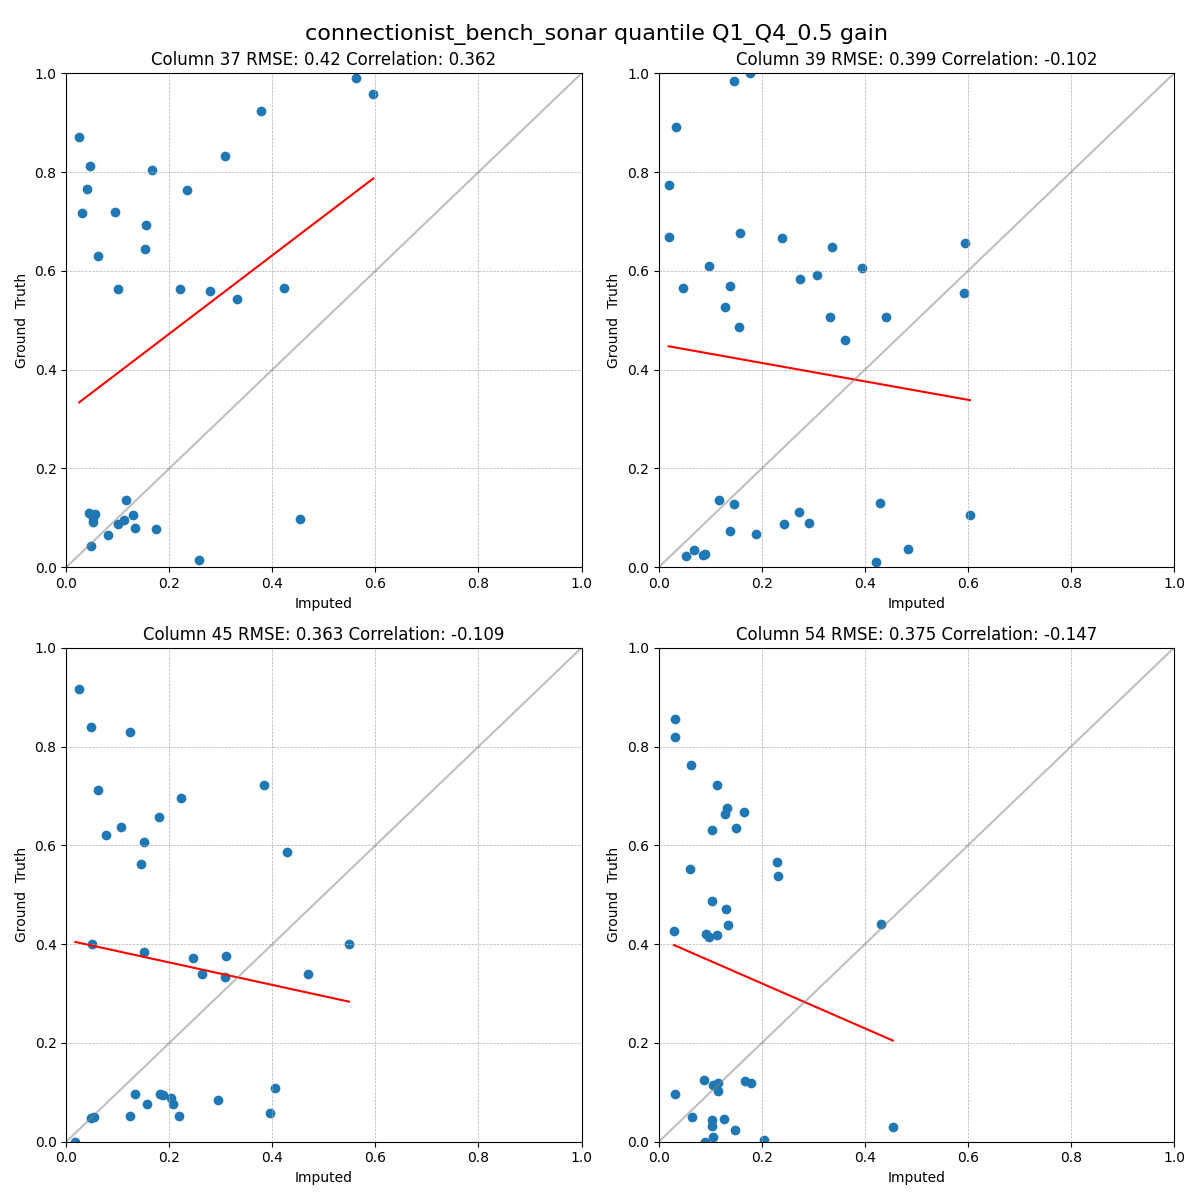 connectionist_bench_sonar quantile Q1_Q4_0.5 gain
Column 37 RMSE: 0.42 Correlation: 0.362
1.0
0.8
0.6
0.4
0.2
0.0
Ground Truth
0.0 0.2 0.4 0.6 0.8 1.0
Imputed
Column 39 RMSE: 0.399 Correlation: -0.102
1.0
0.8
0.6
0.4
0.2
0.0
Ground Truth
0.0 0.2 0.4 0.6 0.8 1.0
Imputed
Column 45 RMSE: 0.363 Correlation: -0.109
1.0
0.8
0.6
0.4
0.2
0.0
Ground Truth
0.0 0.2 0.4 0.6 0.8 1.0
Imputed
Column 54 RMSE: 0.375 Correlation: -0.147
1.0
0.8
0.6
0.4
0.2
0.0
Ground Truth
0.0 0.2 0.4 0.6 0.8 1.0
Imputed